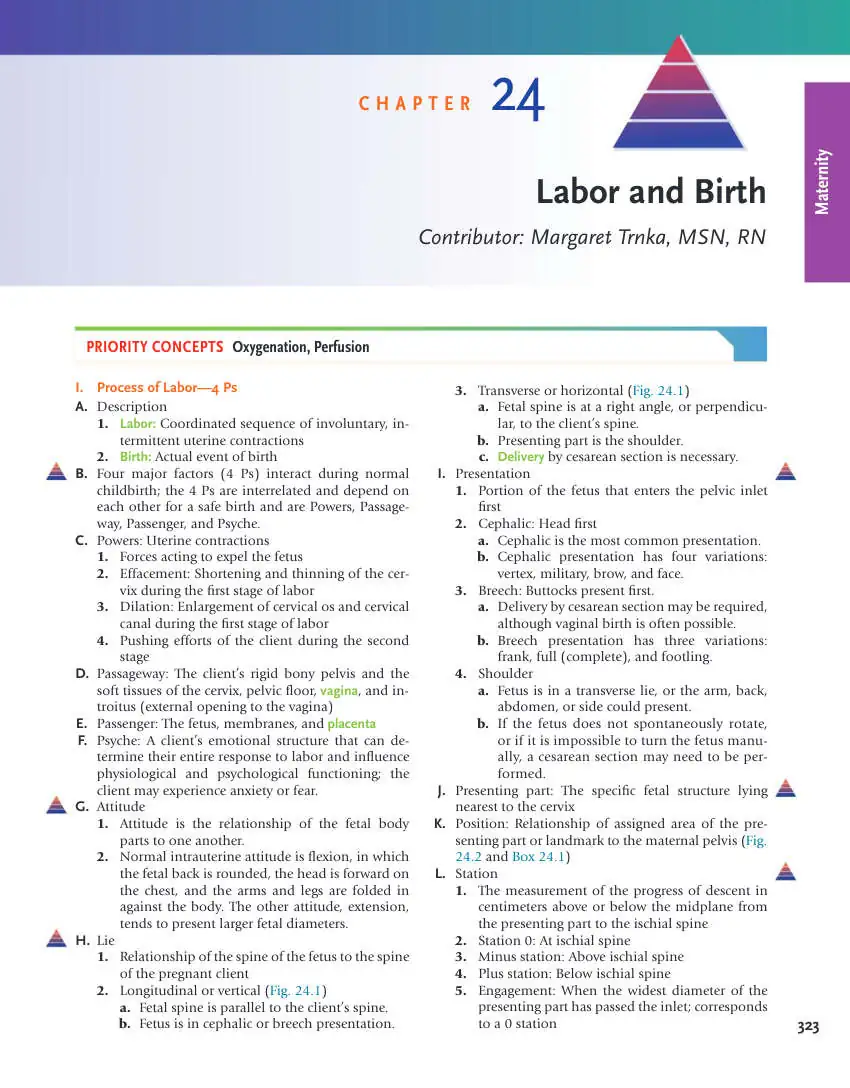 CHAPTER 24
Maternity
Labor and Birth
Contributor: Margaret Trnka, MSN, RN
PRIORITY CONCEPTS Oxygenation, Perfusion
I. Process of Labor—4 Ps
A. Description
1. Labor: Coordinated sequence of involuntary, in-
termittent uterine contractions
2. Birth: Actual event of birth
B. Four major factors (4 Ps) interact during normal
childbirth; the 4 Ps are interrelated and depend on
each other for a safe birth and are Powers, Passage-
way, Passenger, and Psyche.
C. Powers: Uterine contractions
1. Forces acting to expel the fetus
2. Effacement: Shortening and thinning of the cer-
vix during the first stage of labor
3. Dilation: Enlargement of cervical os and cervical
canal during the first stage of labor
4. Pushing efforts of the client during the second
stage
D. Passageway: The client's rigid bony pelvis and the
soft tissues of the cervix, pelvic floor, vagina, and in-
troitus (external opening to the vagina)
E. Passenger: The fetus, membranes, and placenta
F. Psyche: A client's emotional structure that can de-
termine their entire response to labor and influence
physiological and psychological functioning; the
client may experience anxiety or fear.
G. Attitude
1. Attitude is the relationship of the fetal body
parts to one another.
2. Normal intrauterine attitude is flexion, in which
the fetal back is rounded, the head is forward on
the chest, and the arms and legs are folded in
against the body. The other attitude, extension,
tends to present larger fetal diameters.
H. Lie
1. Relationship of the spine of the fetus to the spine
of the pregnant client
2. Longitudinal or vertical (Fig. 24.1)
a. Fetal spine is parallel to the client's spine.
b. Fetus is in cephalic or breech presentation.
3. Transverse or horizontal (Fig. 24.1)
a. Fetal spine is at a right angle, or perpendicu-
lar, to the client's spine.
b. Presenting part is the shoulder.
c. Delivery by cesarean section is necessary.
I. Presentation
1. Portion of the fetus that enters the pelvic inlet
first
2. Cephalic: Head first
a. Cephalic is the most common presentation.
b. Cephalic presentation has four variations:
vertex, military, brow, and face.
3. Breech: Buttocks present first.
a. Delivery by cesarean section may be required,
although vaginal birth is often possible.
b. Breech presentation has three variations:
frank, full (complete), and footling.
4. Shoulder
a. Fetus is in a transverse lie, or the arm, back,
abdomen, or side could present.
b. If the fetus does not spontaneously rotate,
or if it is impossible to turn the fetus manu-
ally, a cesarean section may need to be per-
formed.
J. Presenting part: The specific fetal structure lying
nearest to the cervix
K. Position: Relationship of assigned area of the pre-
senting part or landmark to the maternal pelvis (Fig.
24.2 and Box 24.1)
L. Station
1. The measurement of the progress of descent in
centimeters above or below the midplane from
the presenting part to the ischial spine
2. Station 0: At ischial spine
3. Minus station: Above ischial spine
4. Plus station: Below ischial spine
5. Engagement: When the widest diameter of the
presenting part has passed the inlet; corresponds
to a 0 station
323